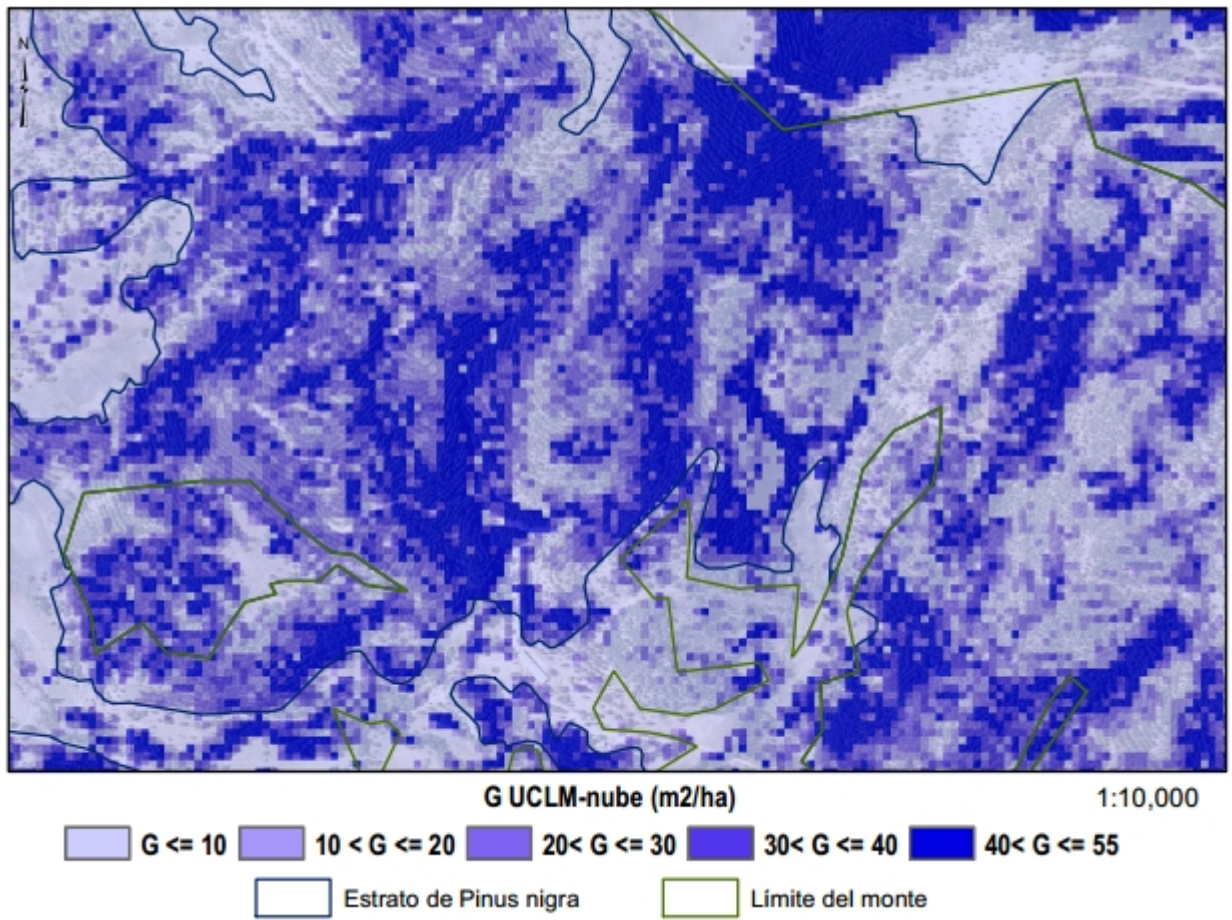 N
G UCLM-nube (m2/ha) 1:10,000
G <= 10 10 < G <= 20 20< G <= 30 30< G <= 40 40< G <= 55
Estrato de Pinus nigra Límite del monte